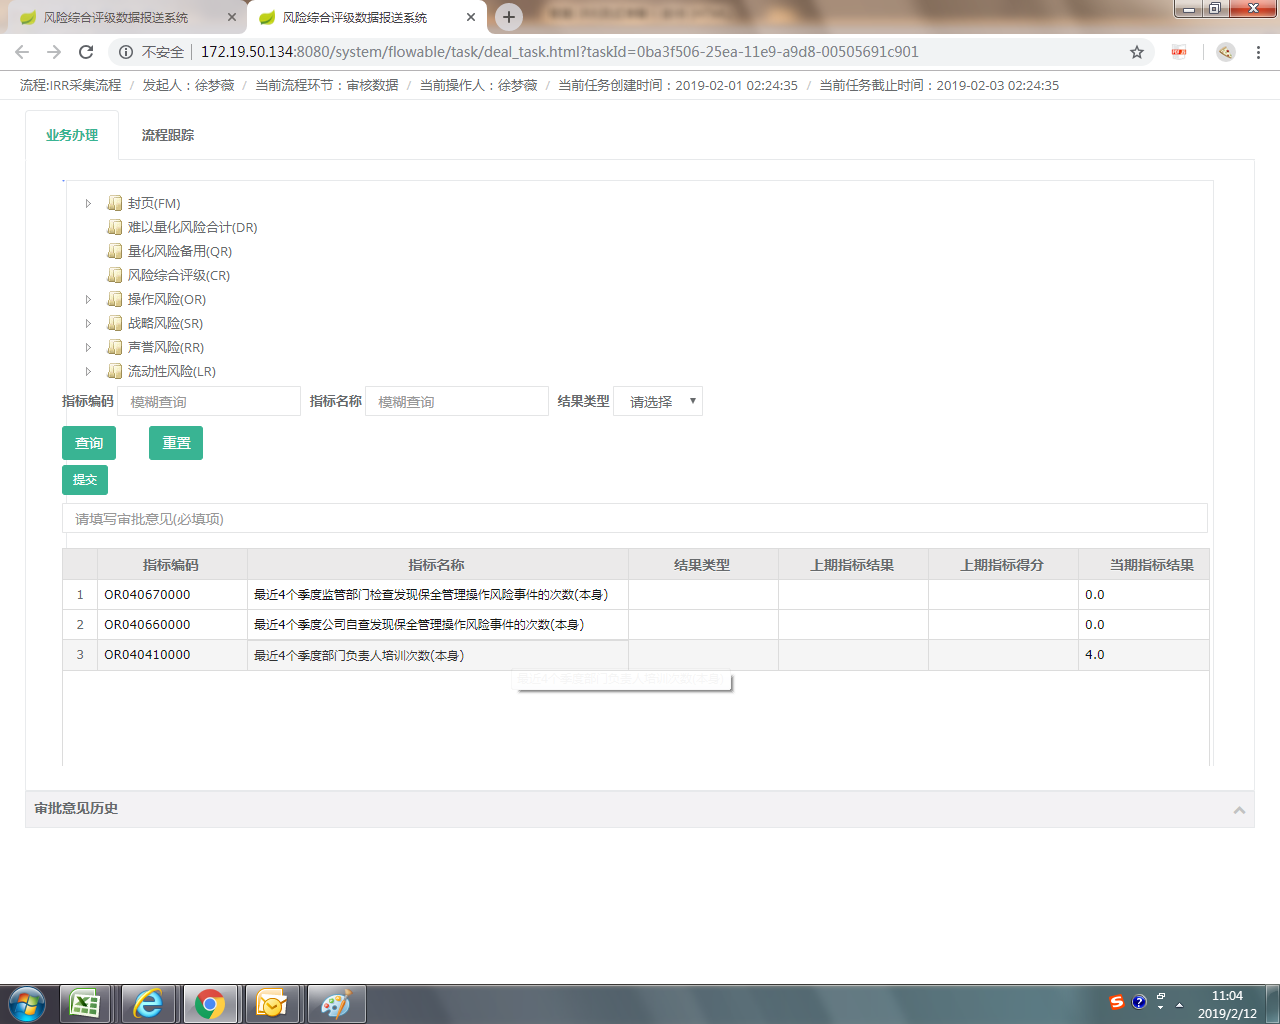 风险综合评级数据报送系统
风险综合评级数据报送系统
不安全 172.19.50.134:8080/system/flowable/task/deal_task.html?taskId=0ba3f506-25ea-11e9-a9d8-00505691c901
流程:IRR采集流程 / 发起人：徐梦薇 / 当前流程环节：审核数据 / 当前操作人：徐梦薇 / 当前任务创建时间：2019-02-01 02:24:35 / 当前任务截止时间：2019-02-03 02:24:35
业务办理 流程跟踪
封页(FM)
难以量化风险合计(DR)
量化风险备用(QR)
风险综合评级(CR)
操作风险(OR)
战略风险(SR)
声誉风险(RR)
流动性风险(LR)
指标编码 模糊查询 指标名称 模糊查询 结果类型 请选择
查询 重置
提交
请填写审批意见(必填项)
指标编码 指标名称 结果类型 上期指标结果 上期指标得分 当期指标结果
1 OR040670000 最近4个季度监管部门检查发现保全管理操作风险事件的次数(本身) 0.0
2 OR040660000 最近4个季度公司自查发现保全管理操作风险事件的次数(本身) 0.0
3 OR040410000 最近4个季度部门负责人培训次数(本身) 4.0
最近4个季度部门负责人培训次数(本身)
审批意见历史
11:04
2019/2/12